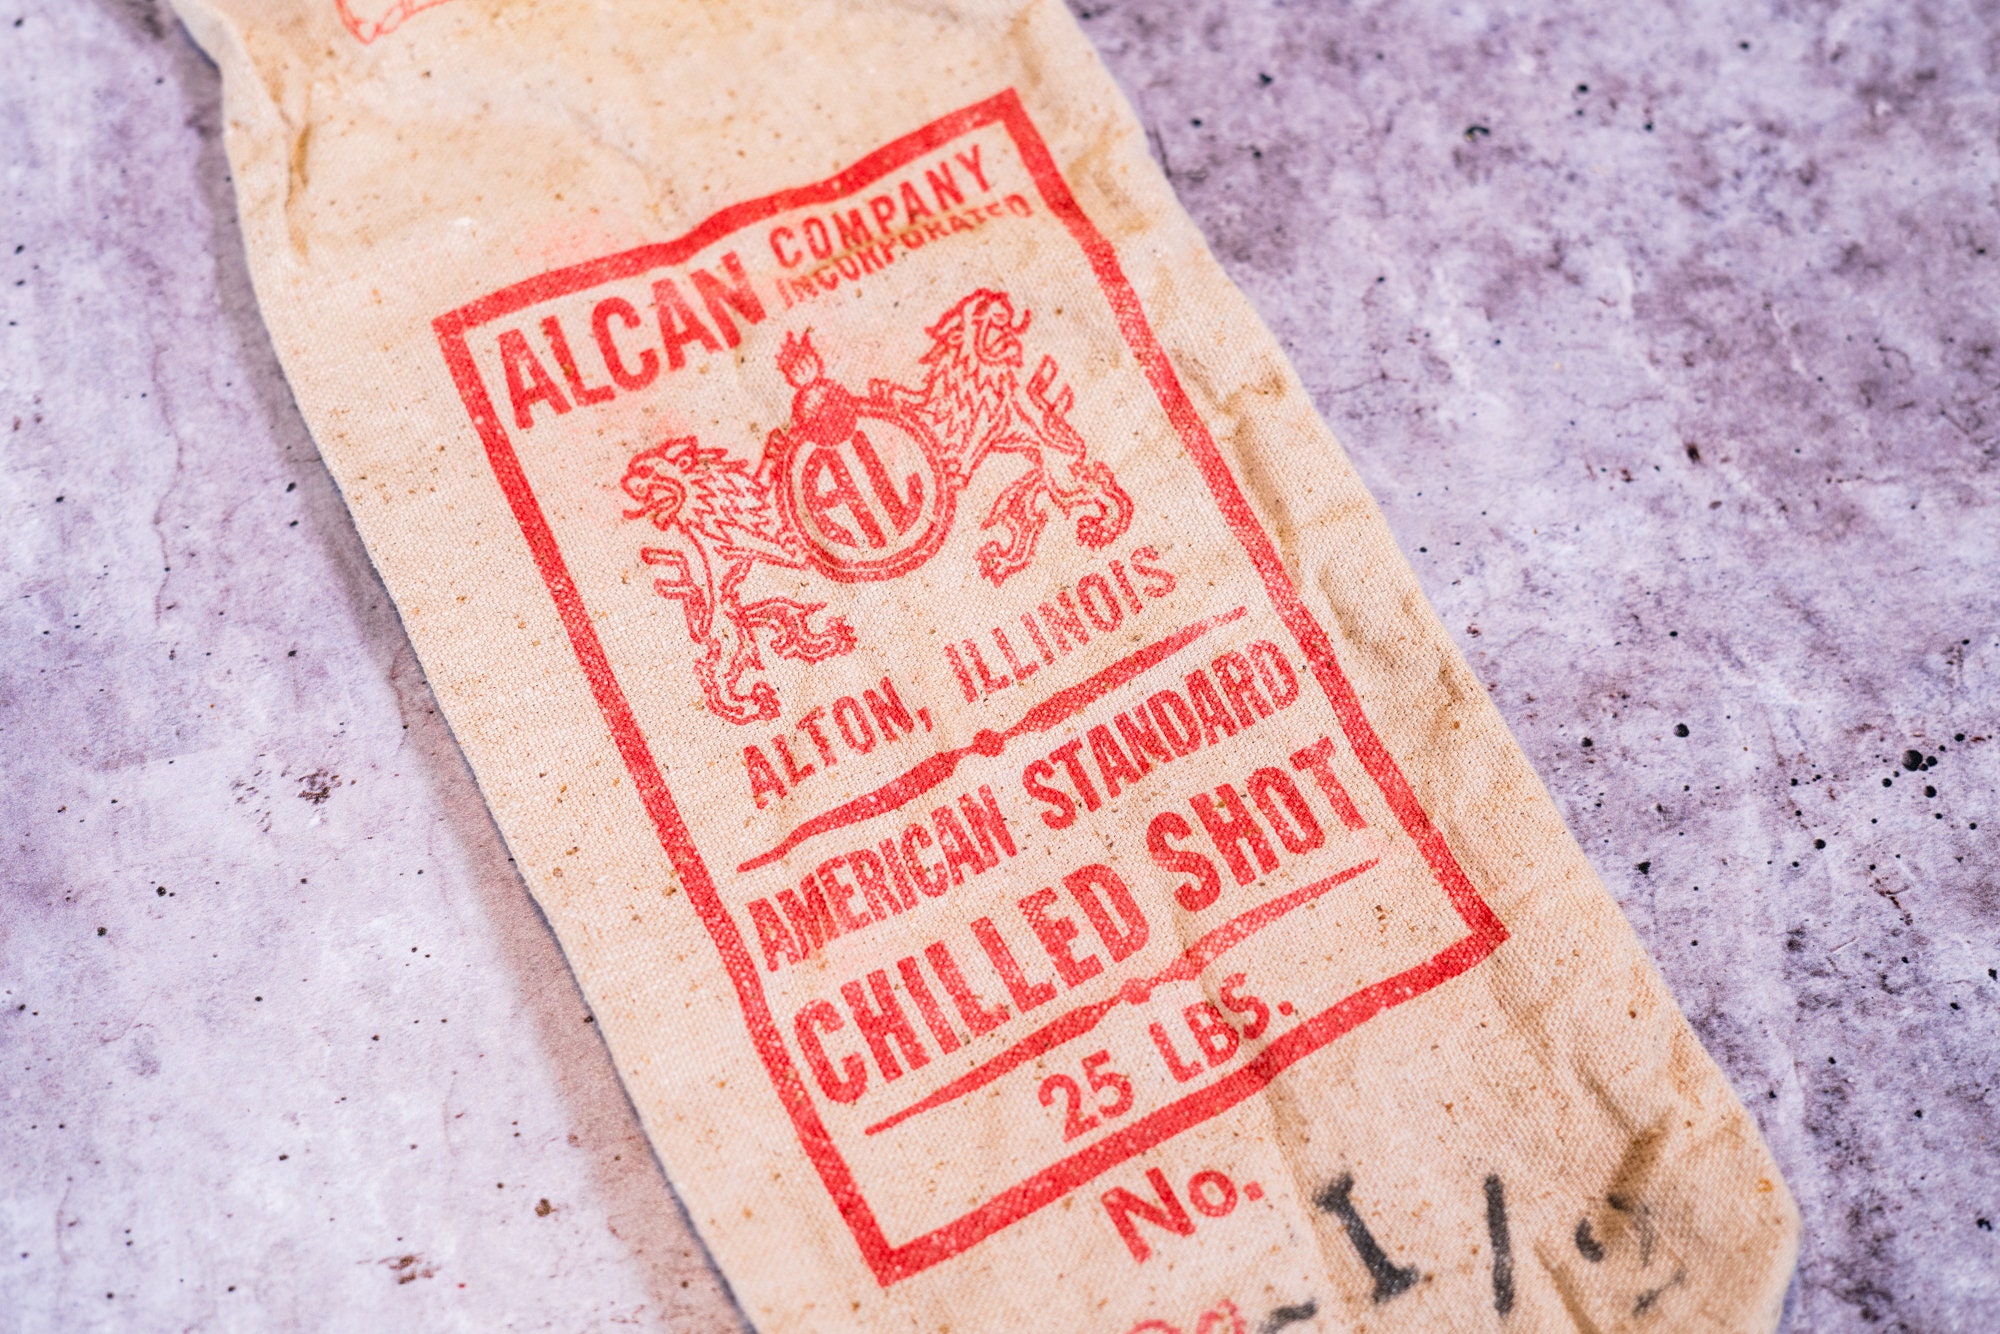 ALCAN COMPANY
INCORPORATED
AL
ALTON, ILLINOIS
AMERICAN STANDARD
CHILLED SHOT
25 LBS.
No.